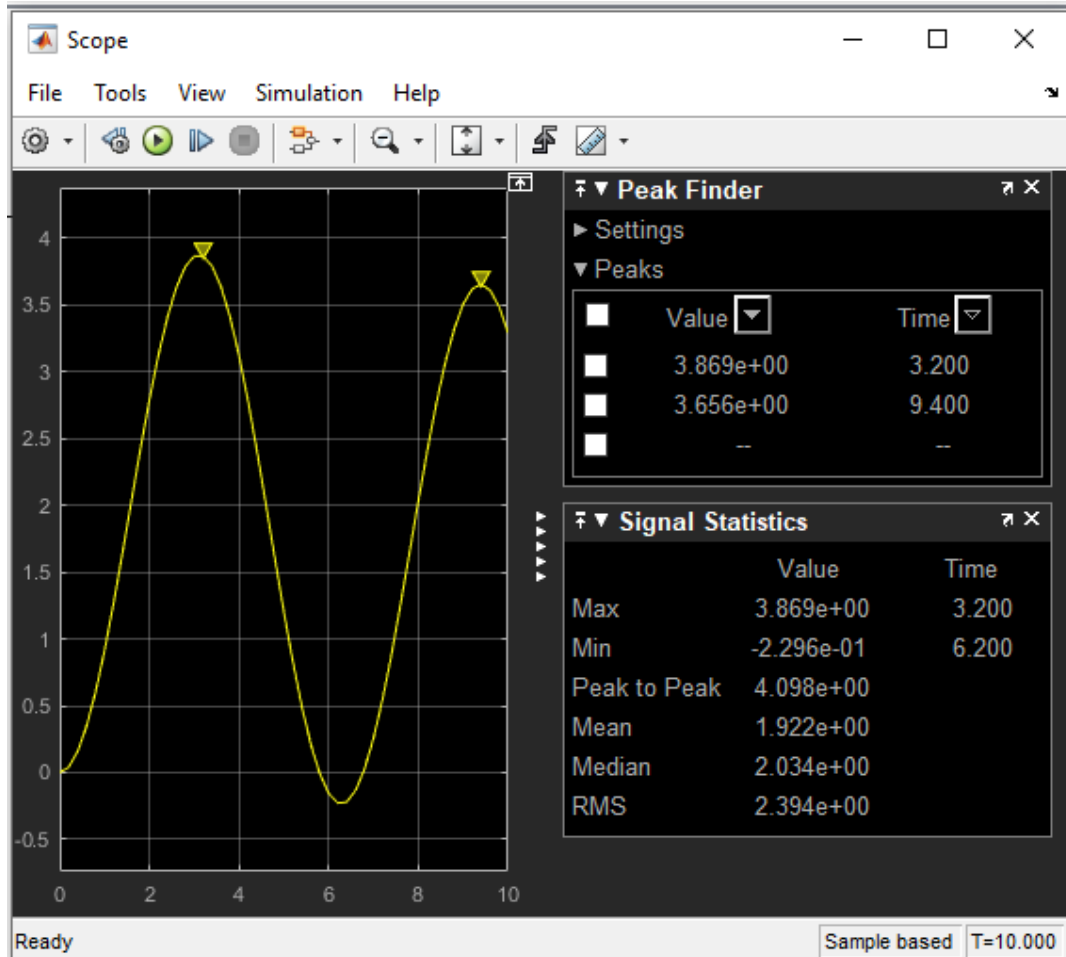 Scope
File Tools View Simulation Help
Peak Finder
Settings
Peaks
Value Time
3.869e+00 3.200
3.656e+00 9.400
-- --
Signal Statistics
Value Time
Max 3.869e+00 3.200
Min -2.296e-01 6.200
Peak to Peak 4.098e+00
Mean 1.922e+00
Median 2.034e+00
RMS 2.394e+00
4
3.5
3
2.5
2
1.5
1
0.5
0
-0.5
0 2 4 6 8 10
Ready Sample based T=10.000